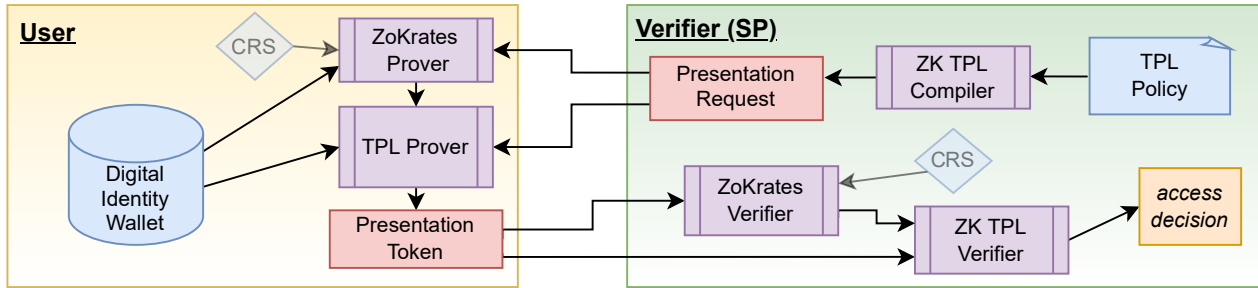 User
CRS
ZoKrates
Prover
TPL Prover
Digital
Identity
Wallet
Presentation
Token
Verifier (SP)
Presentation
Request
ZK TPL
Compiler
TPL
Policy
ZoKrates
Verifier
CRS
ZK TPL
Verifier
access
decision